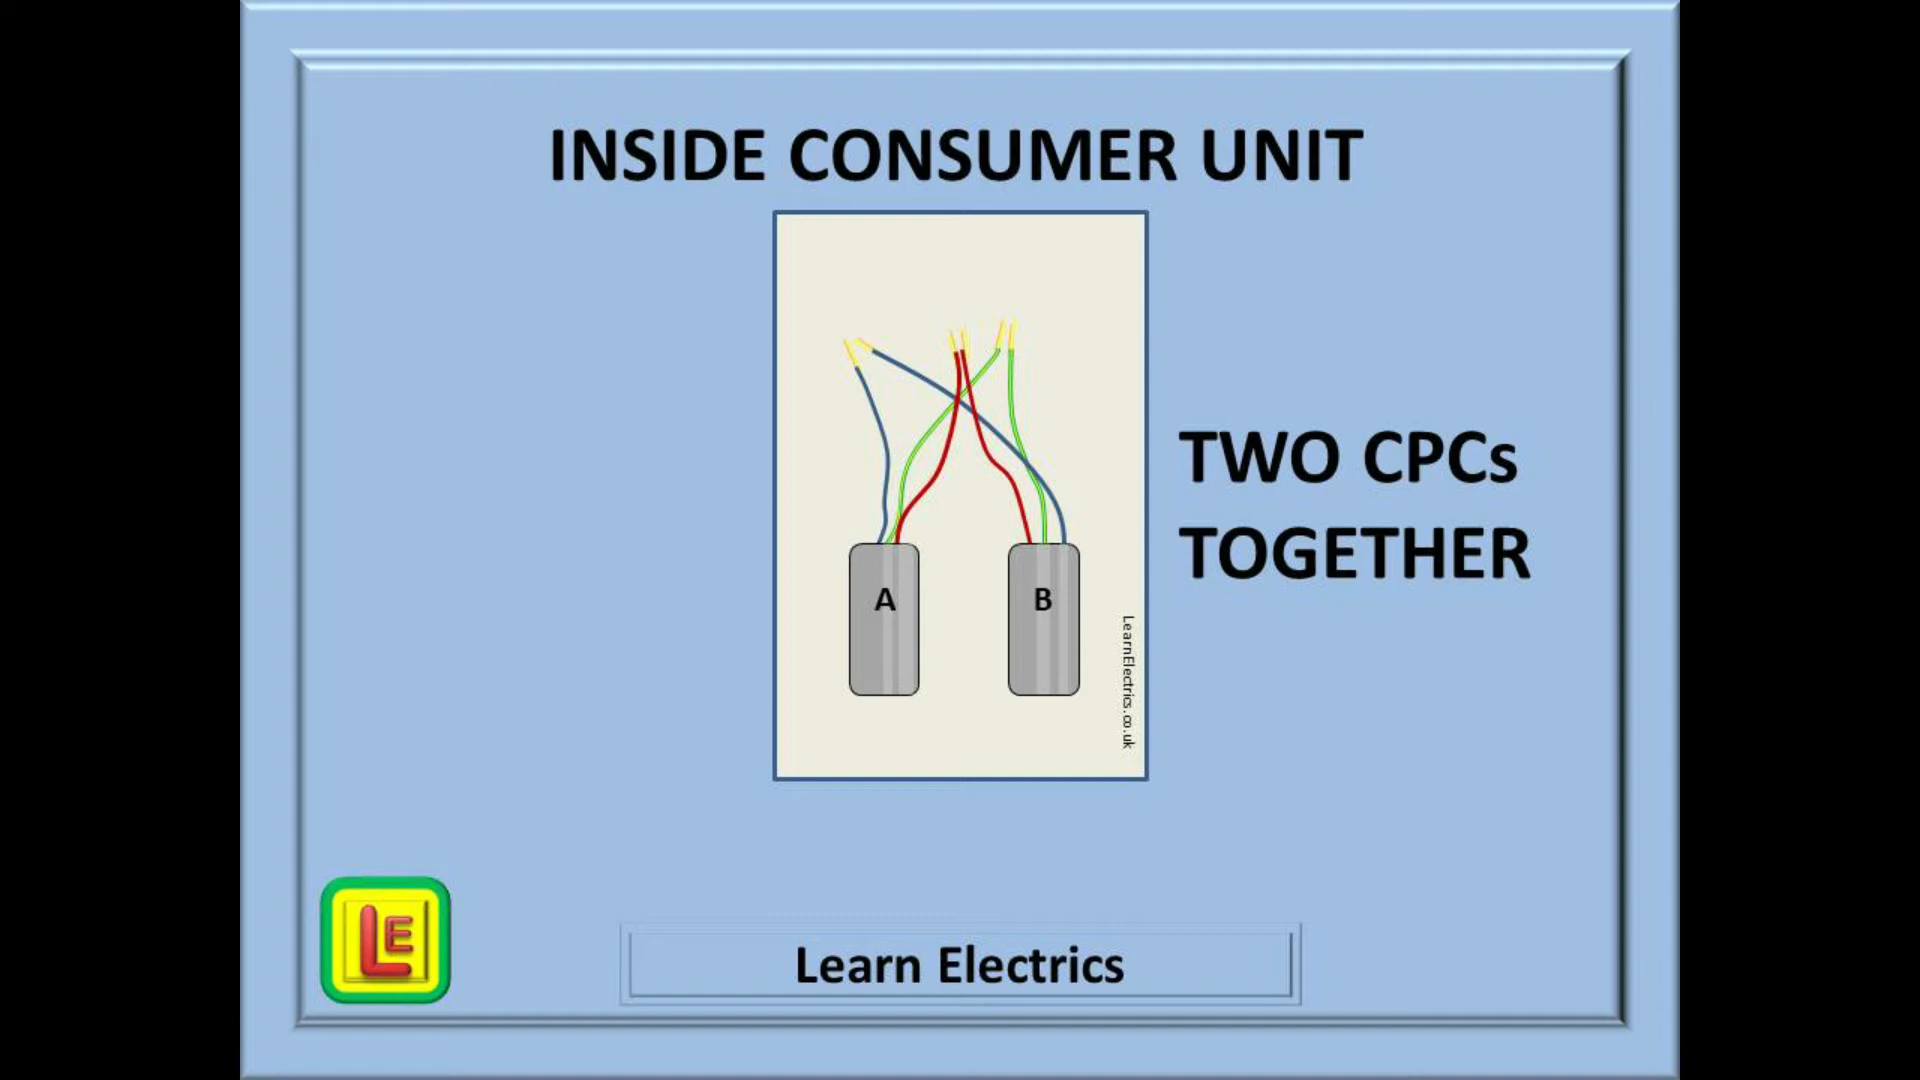 INSIDE CONSUMER UNIT
TWO CPCs
TOGETHER
A
B
LearnElectrics.co.uk
LE
Learn Electrics